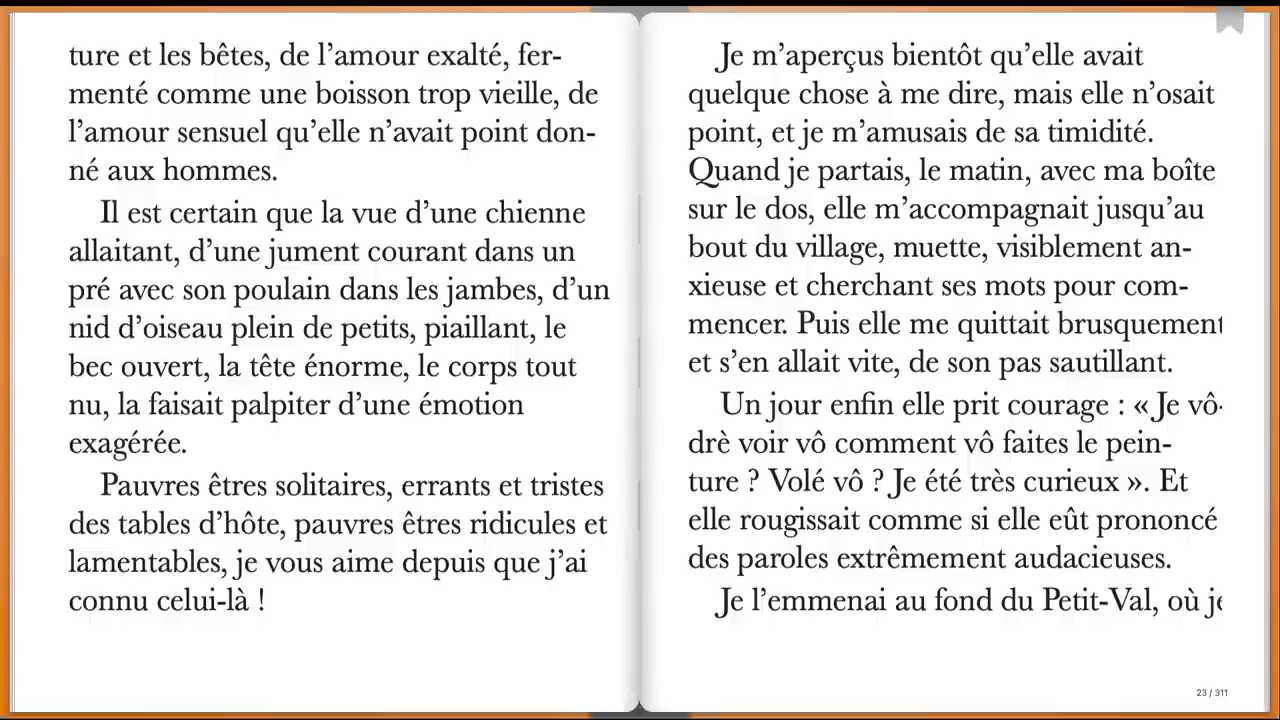 ture et les bêtes, de l’amour exalté, fer-
menté comme une boisson trop vieille, de
l’amour sensuel qu’elle n’avait point don-
né aux hommes.
Il est certain que la vue d’une chienne
allaitant, d’une jument courant dans un
pré avec son poulain dans les jambes, d’un
nid d’oiseau plein de petits, piaillant, le
bec ouvert, la tête énorme, le corps tout
nu, la faisait palpiter d’une émotion
exagérée.
Pauvres êtres solitaires, errants et tristes
des tables d’hôte, pauvres êtres ridicules et
lamentables, je vous aime depuis que j’ai
connu celui-là !
Je m’aperçus bientôt qu’elle avait
quelque chose à me dire, mais elle n’osait
point, et je m’amusais de sa timidité.
Quand je partais, le matin, avec ma boîte
sur le dos, elle m’accompagnait jusqu’au
bout du village, muette, visiblement an-
xieuse et cherchant ses mots pour com-
mencer. Puis elle me quittait brusquement
et s’en allait vite, de son pas sautillant.
Un jour enfin elle prit courage : « Je vô-
drè voir vô comment vô faites le pein-
ture ? Volé vô ? Je été très curieux ». Et
elle rougissait comme si elle eût prononcé
des paroles extrêmement audacieuses.
Je l’emmenai au fond du Petit-Val, où je
23 / 311